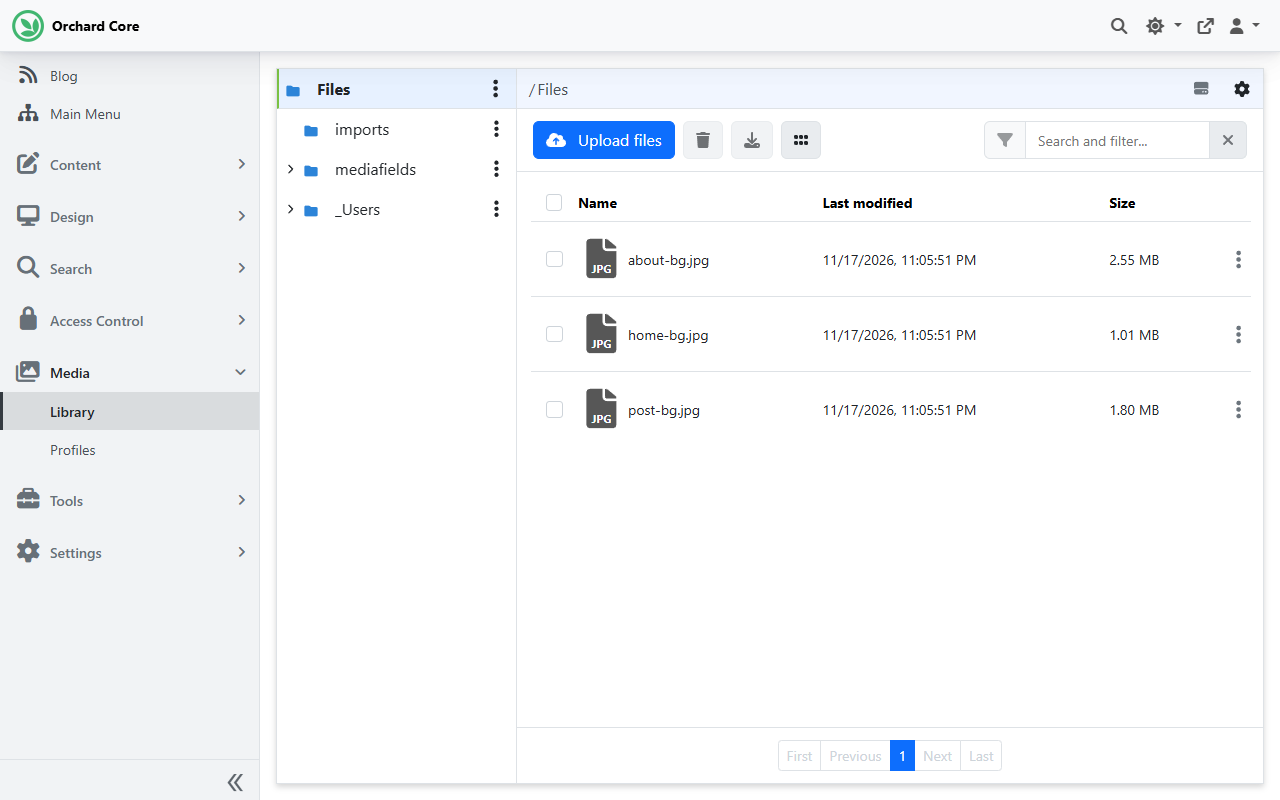 Orchard Core
Blog
Main Menu
Content
Design
Search
Access Control
Media
Library
Profiles
Tools
Settings
Files
imports
mediafields
_Users
/ Files
Upload files
Search and filter...
Name Last modified Size
JPG about-bg.jpg 11/17/2026, 11:05:51 PM 2.55 MB
JPG home-bg.jpg 11/17/2026, 11:05:51 PM 1.01 MB
JPG post-bg.jpg 11/17/2026, 11:05:51 PM 1.80 MB
First Previous 1 Next Last